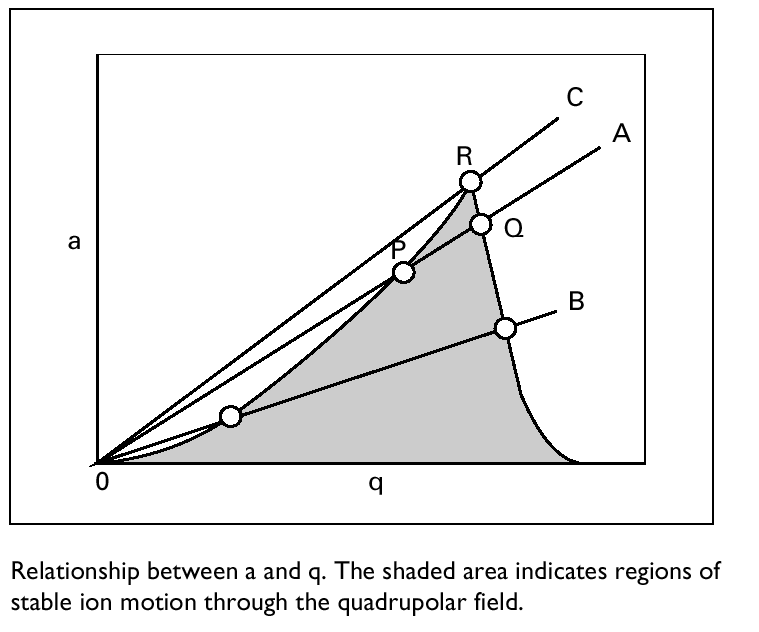 C
A
R
Q
a
P
B
0
q
Relationship between a and q. The shaded area indicates regions of
stable ion motion through the quadrupolar field.